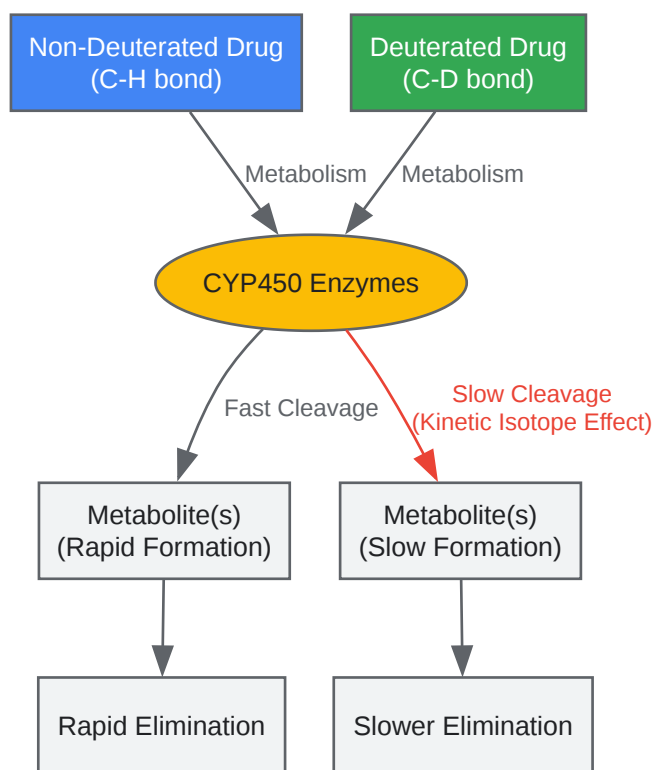 Non-Deuterated Drug
(C-H bond)
Deuterated Drug
(C-D bond)
Metabolism
Metabolism
CYP450 Enzymes
Fast Cleavage
Slow Cleavage
(Kinetic Isotope Effect)
Metabolite(s)
(Rapid Formation)
Metabolite(s)
(Slow Formation)
Rapid Elimination
Slower Elimination